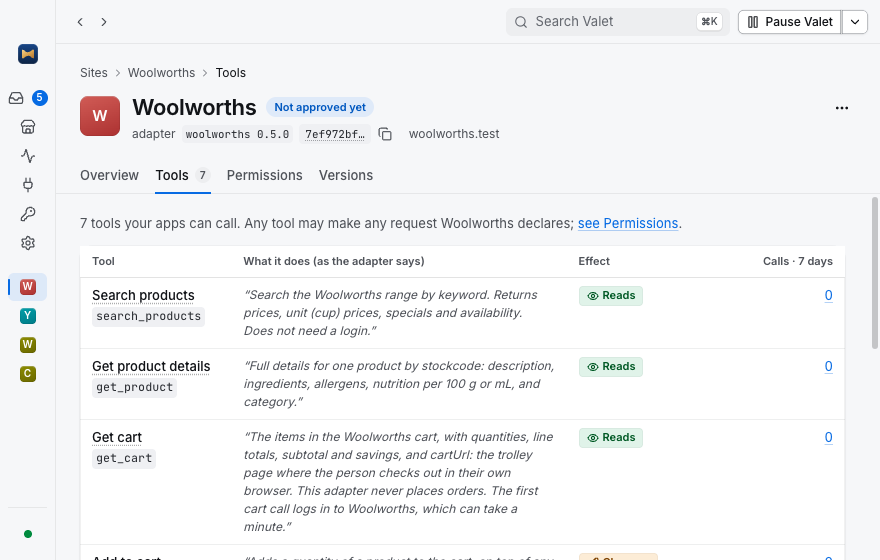 Search Valet
⌘K
Pause Valet
5
Sites
Woolworths
Tools
W
Woolworths
Not approved yet
adapter
woolworths 0.5.0
7ef972bf…
woolworths.test
Overview
Tools 7
Permissions
Versions
7 tools your apps can call. Any tool may make any request Woolworths declares; see Permissions.
Tool
What it does (as the adapter says)
Effect
Calls · 7 days
Search products
search_products
“Search the Woolworths range by keyword. Returns
prices, unit (cup) prices, specials and availability.
Does not need a login.”
Reads
0
Get product details
get_product
“Full details for one product by stockcode: description,
ingredients, allergens, nutrition per 100 g or mL, and
category.”
Reads
0
Get cart
get_cart
“The items in the Woolworths cart, with quantities, line
totals, subtotal and savings, and cartUrl: the trolley
page where the person checks out in their own
browser. This adapter never places orders. The first
cart call logs in to Woolworths, which can take a
minute.”
Reads
0
W
Y
W
C